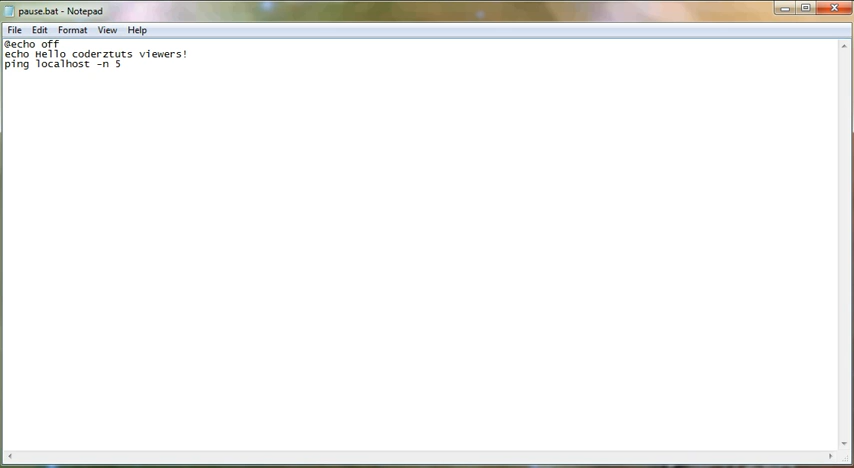 pause.bat - Notepad
File Edit Format View Help
@echo off
echo Hello coderztuts viewers!
ping localhost -n 5